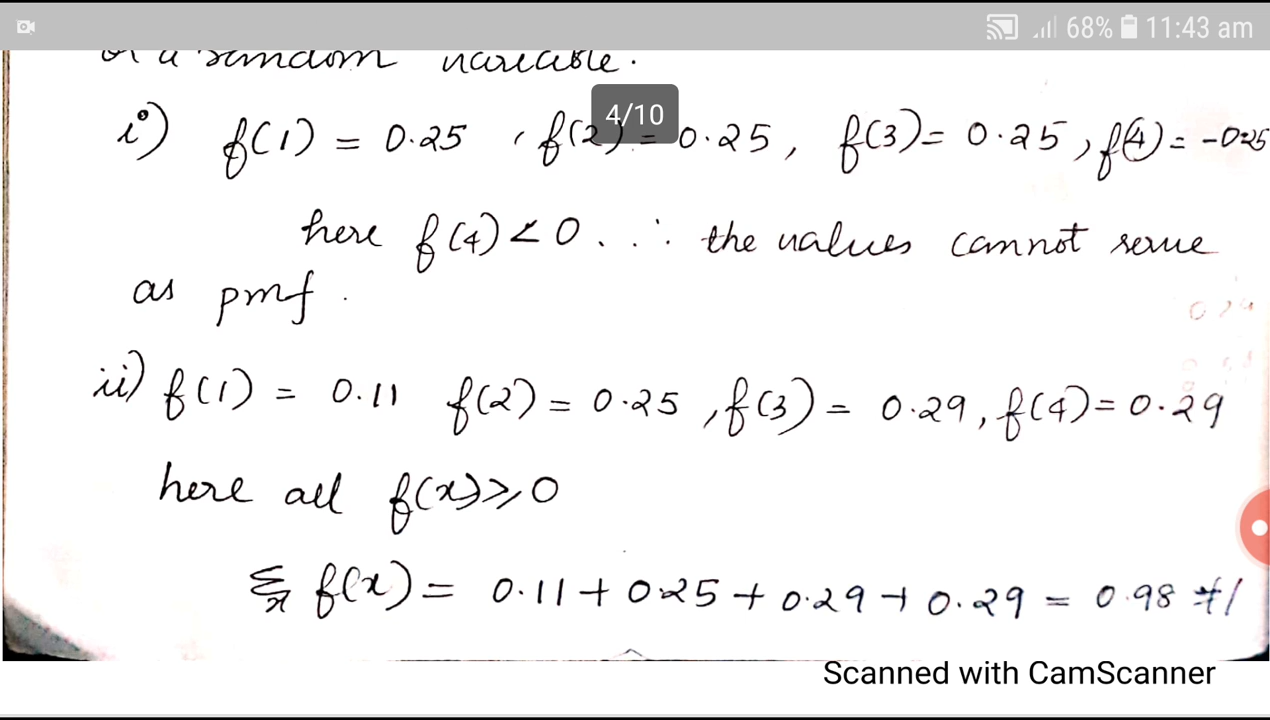 68% 11:43 am
of a random variable.
4/10
i) f(1) = 0.25 , f(2) = 0.25, f(3) = 0.25, f(4) = -0.25
here f(4) < 0. ∴ the values cannot serve
as pmf.
ii) f(1) = 0.11 f(2) = 0.25, f(3) = 0.29, f(4) = 0.29
here all f(x) ≥ 0
Σx f(x) = 0.11 + 0.25 + 0.29 + 0.29 = 0.98 ≠ 1
Scanned with CamScanner